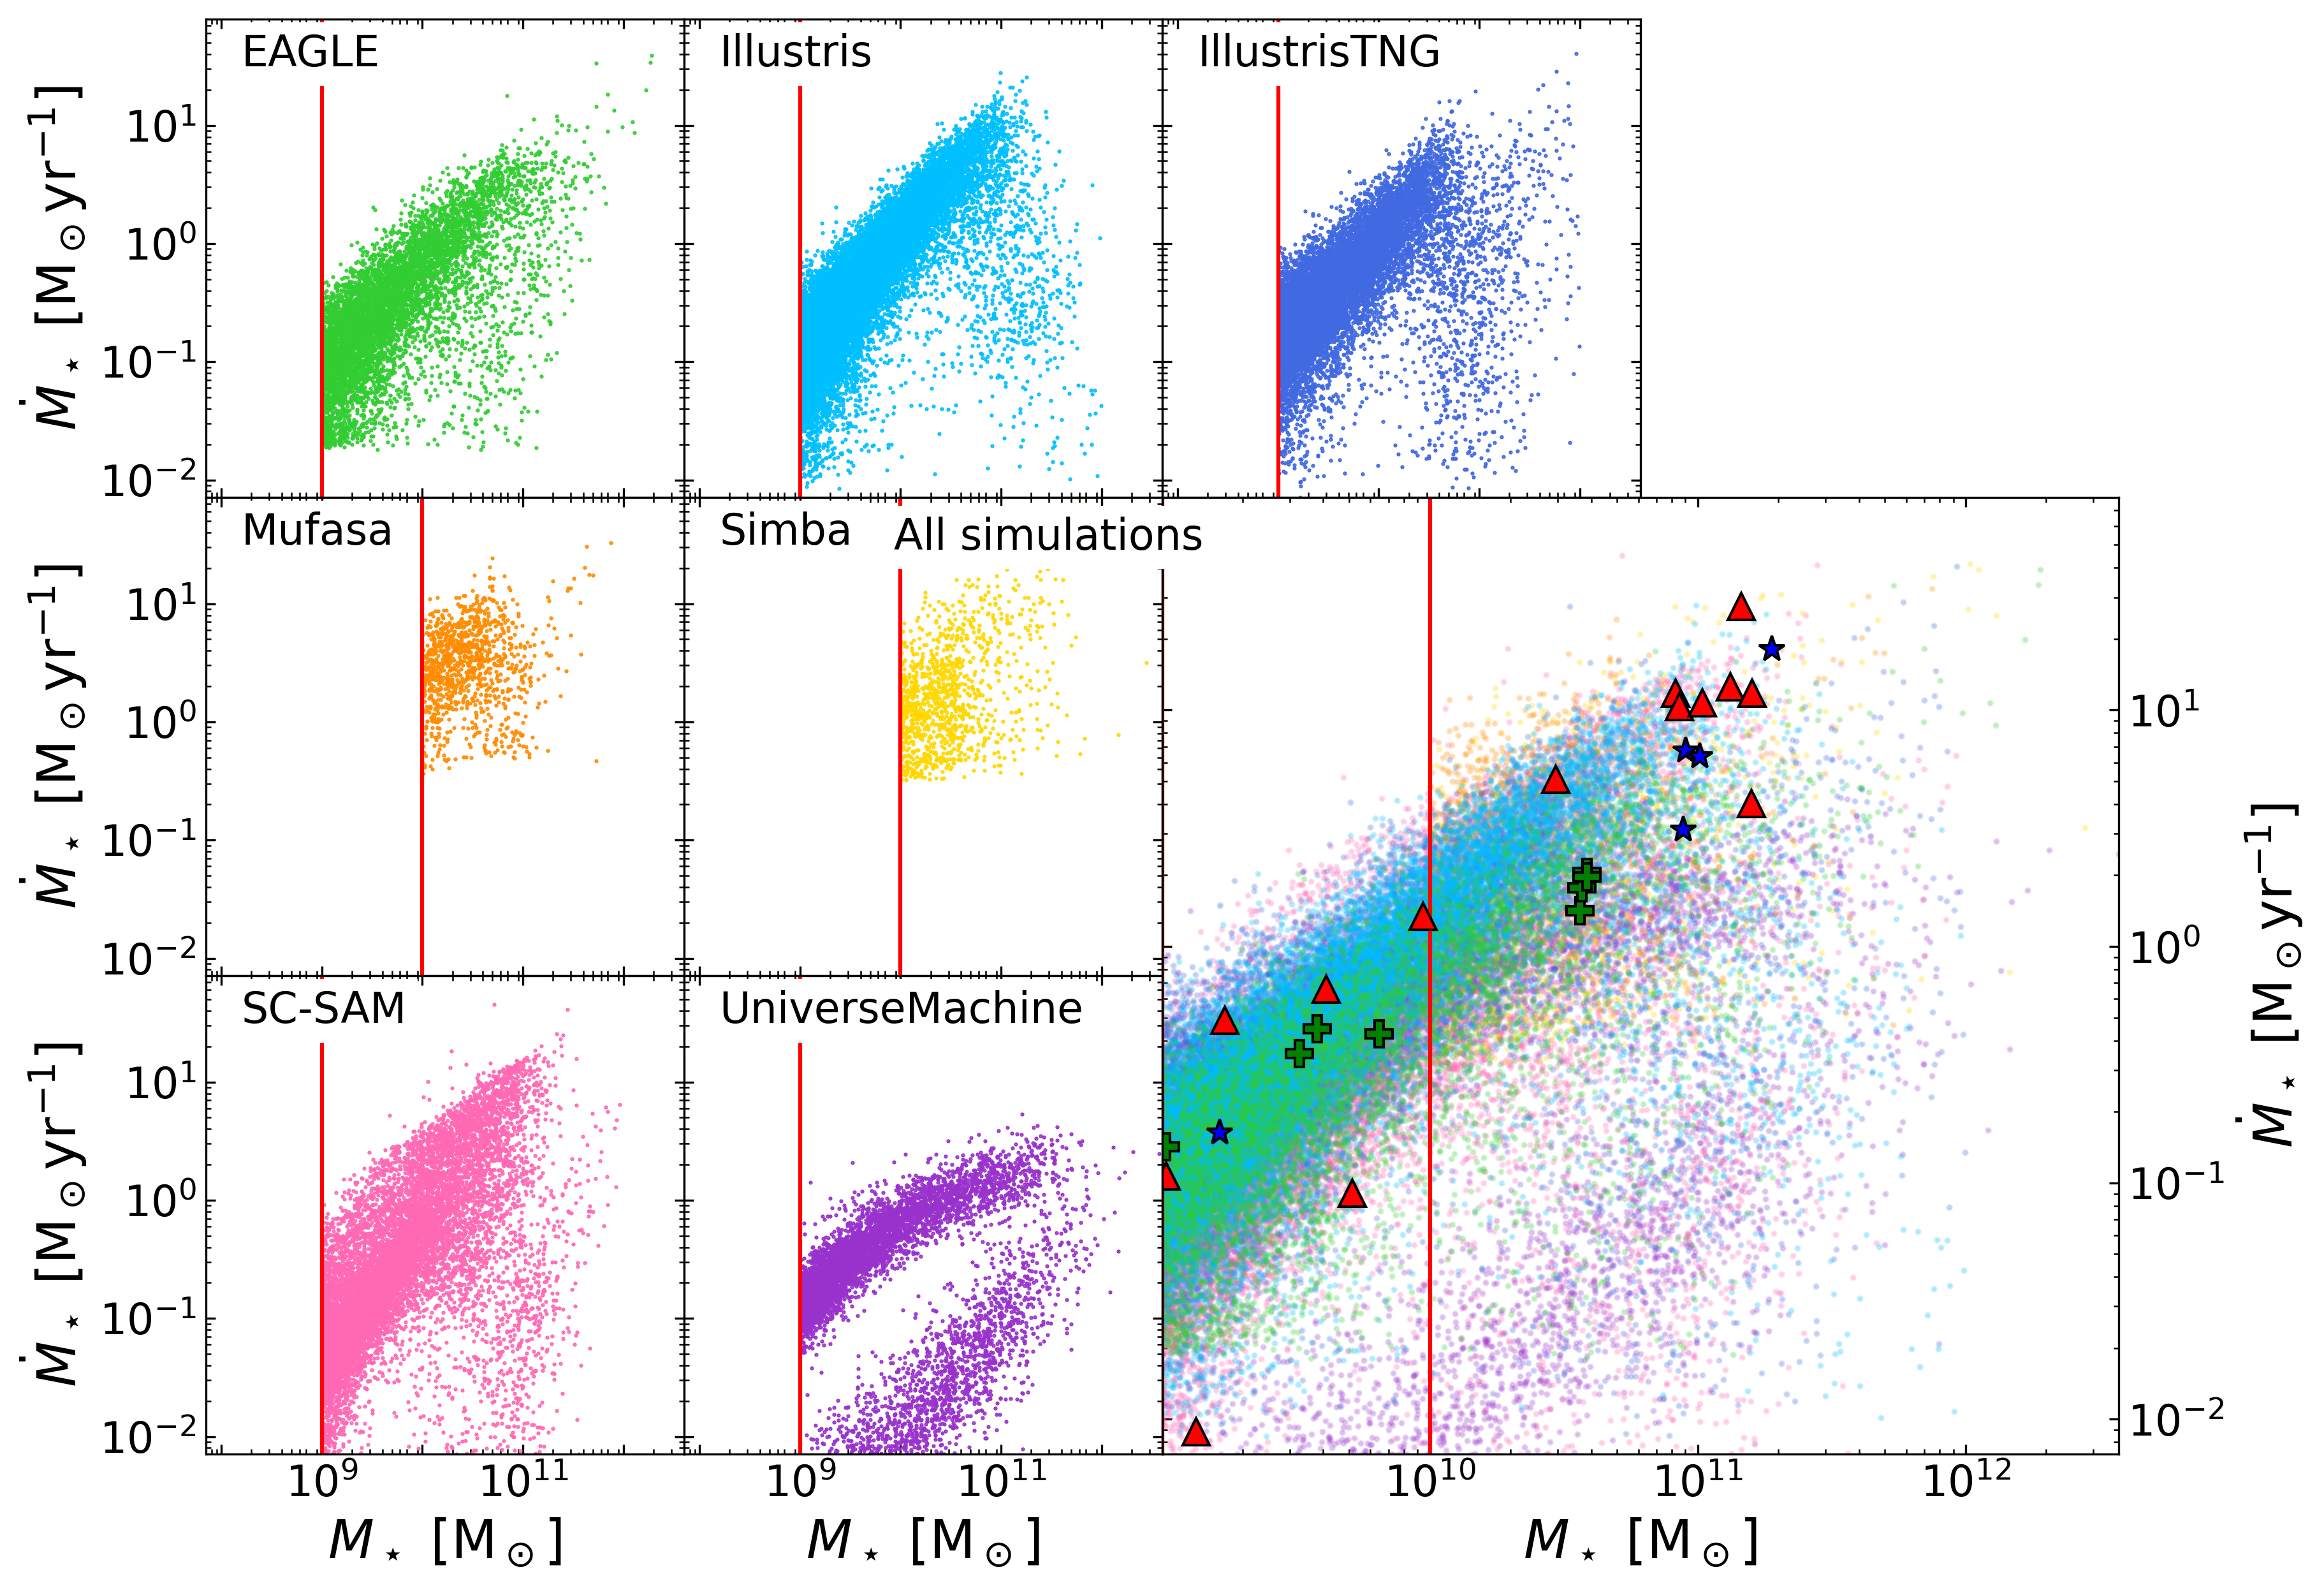 EAGLE
Illustris
IllustrisTNG
Ṁ⋆ [M⊙yr⁻¹]
10¹
10⁰
10⁻¹
10⁻²
Mufasa
Simba
All simulations
Ṁ⋆ [M⊙yr⁻¹]
10¹
10⁰
10⁻¹
10⁻²
SC-SAM
UniverseMachine
Ṁ⋆ [M⊙yr⁻¹]
10¹
10⁰
10⁻¹
10⁻²
10¹
10⁰
10⁻¹
10⁻²
Ṁ⋆ [M⊙yr⁻¹]
10⁹ 10¹¹
10⁹ 10¹¹
10¹⁰ 10¹¹ 10¹²
M⋆ [M⊙]
M⋆ [M⊙]
M⋆ [M⊙]